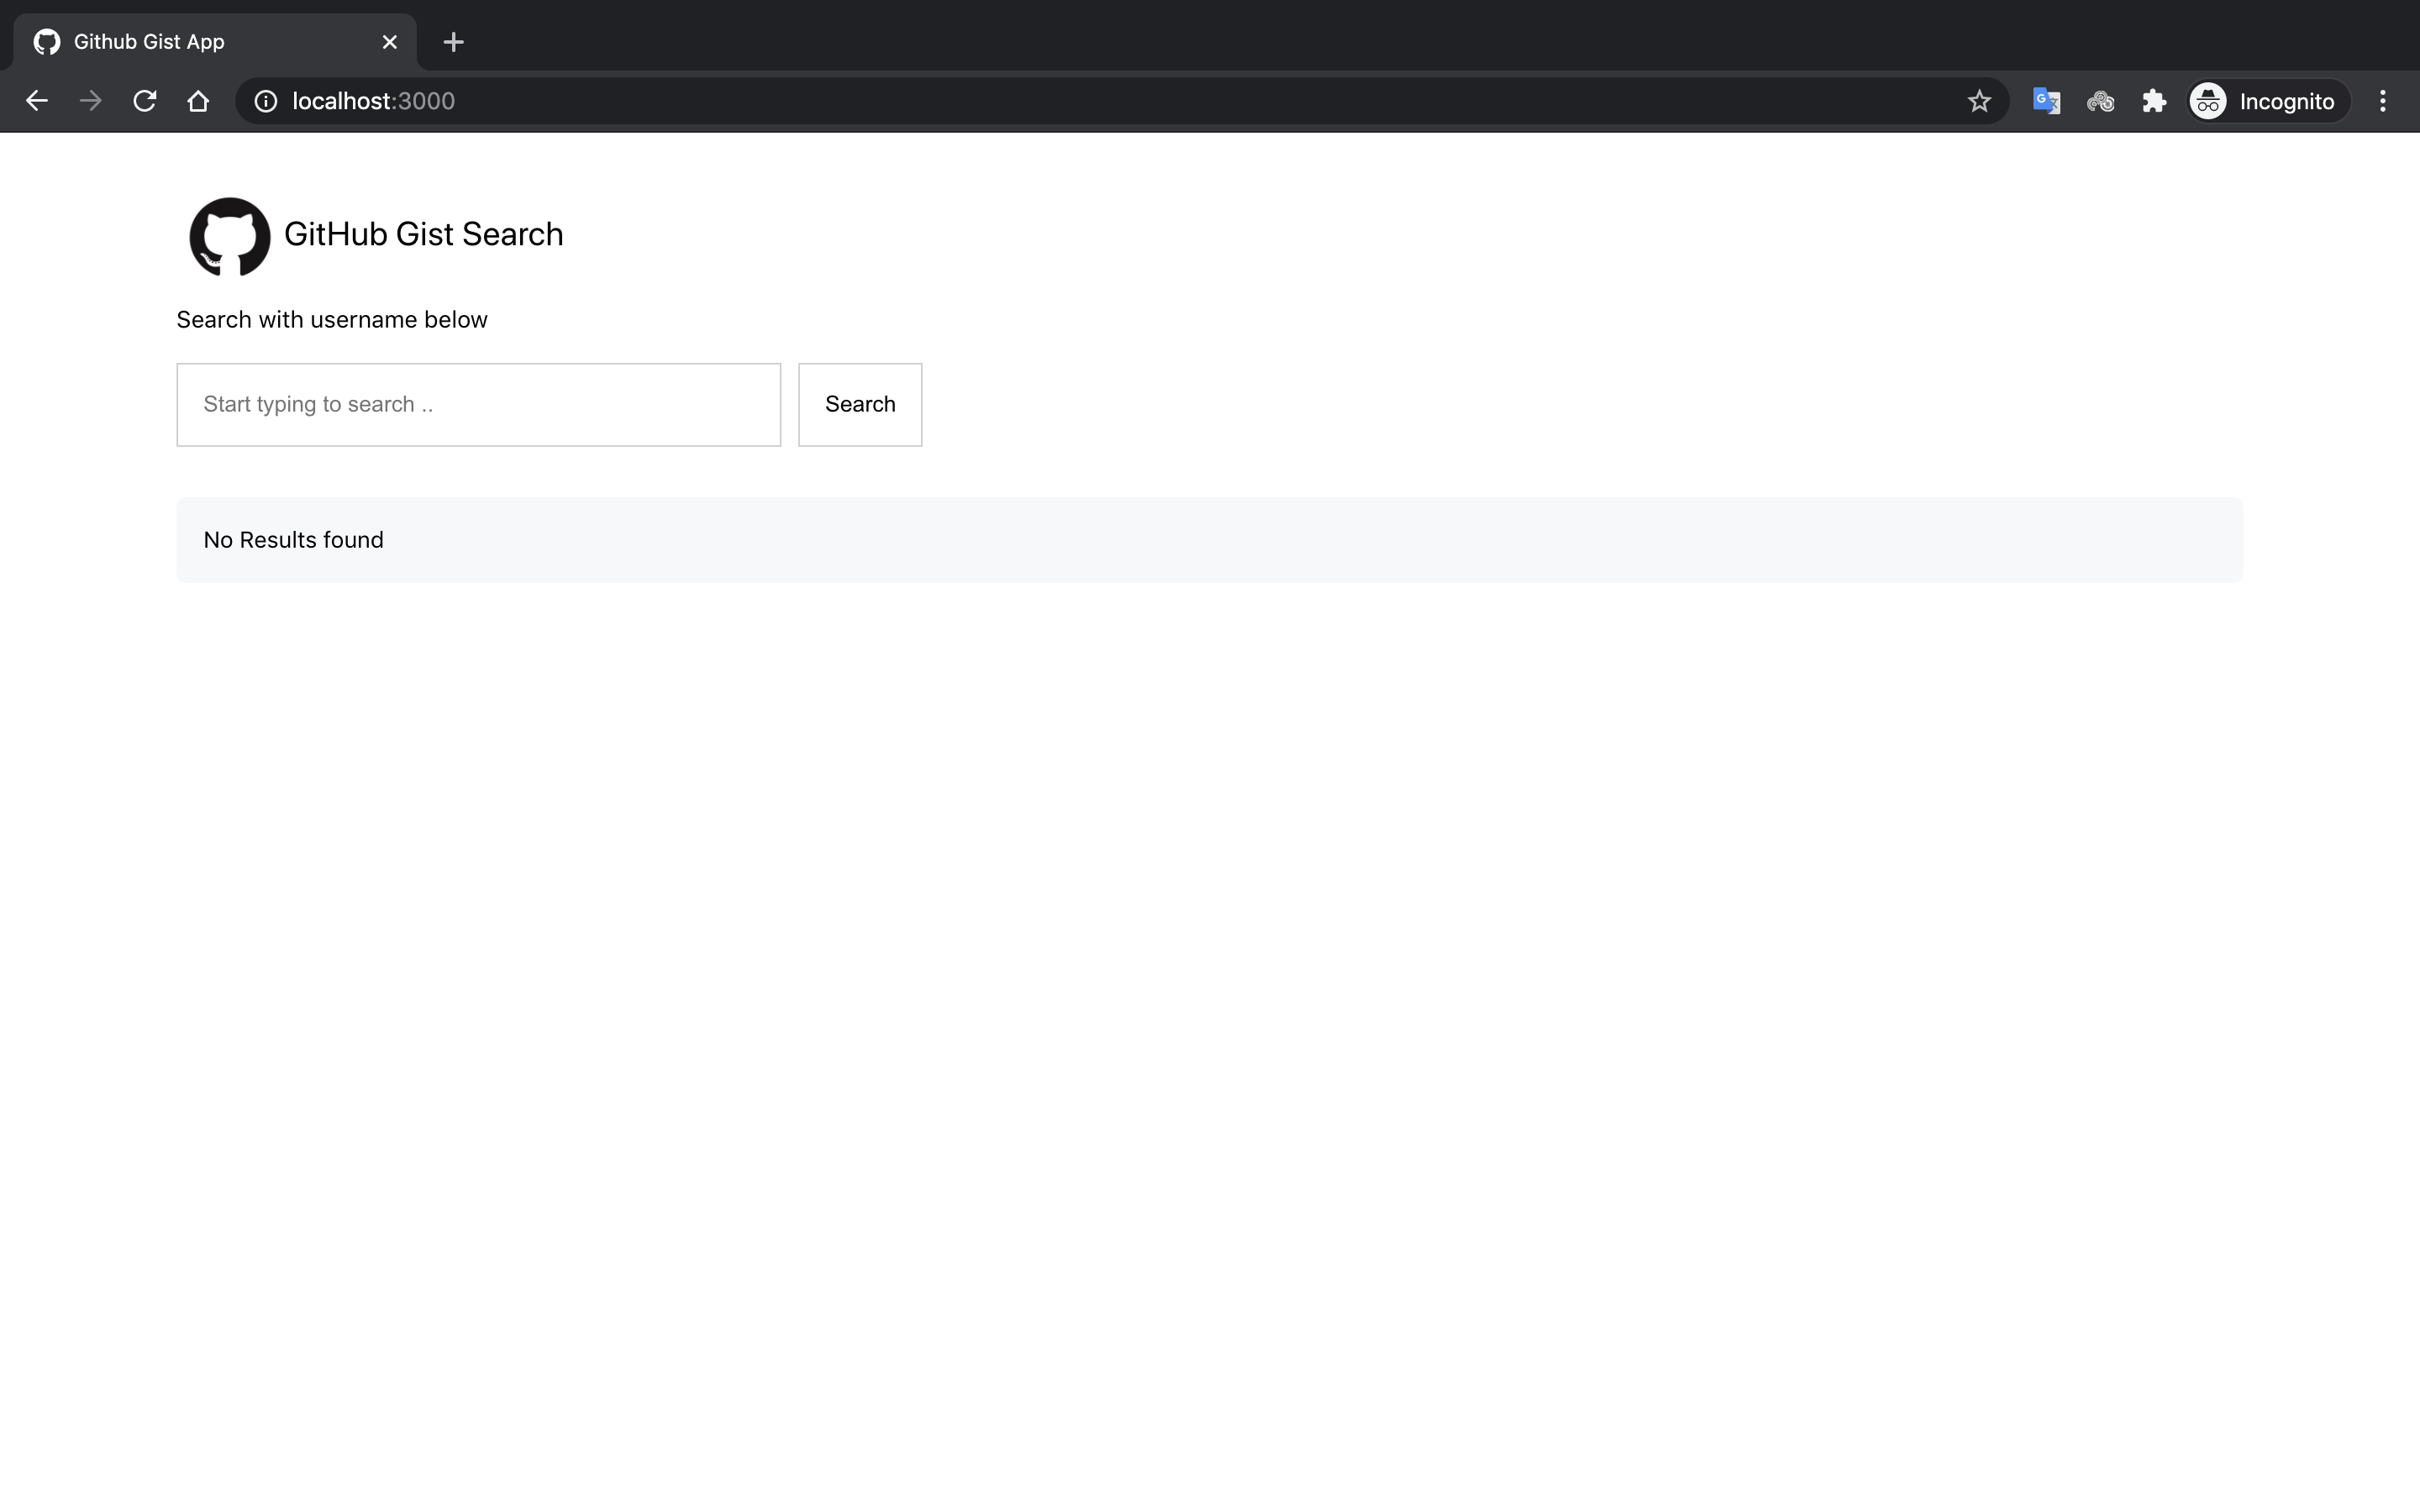 Github Gist App
localhost:3000
Incognito
GitHub Gist Search
Search with username below
Start typing to search ..
Search
No Results found